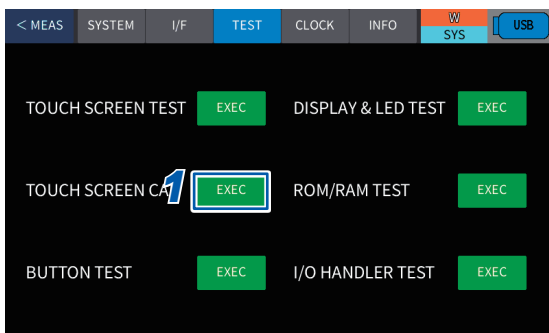 < MEAS SYSTEM I/F TEST CLOCK INFO W SYS USB
TOUCH SCREEN TEST EXEC DISPLAY & LED TEST EXEC
TOUCH SCREEN CA 1 EXEC ROM/RAM TEST EXEC
BUTTON TEST EXEC I/O HANDLER TEST EXEC